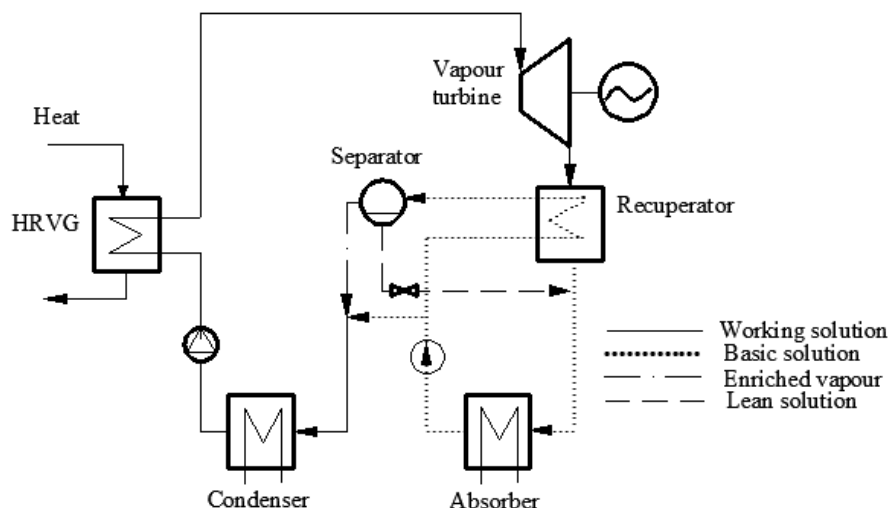 Vapour
turbine
Heat
Separator
HRVG
Recuperator
Working solution
Basic solution
Enriched vapour
Lean solution
Condenser
Absorber